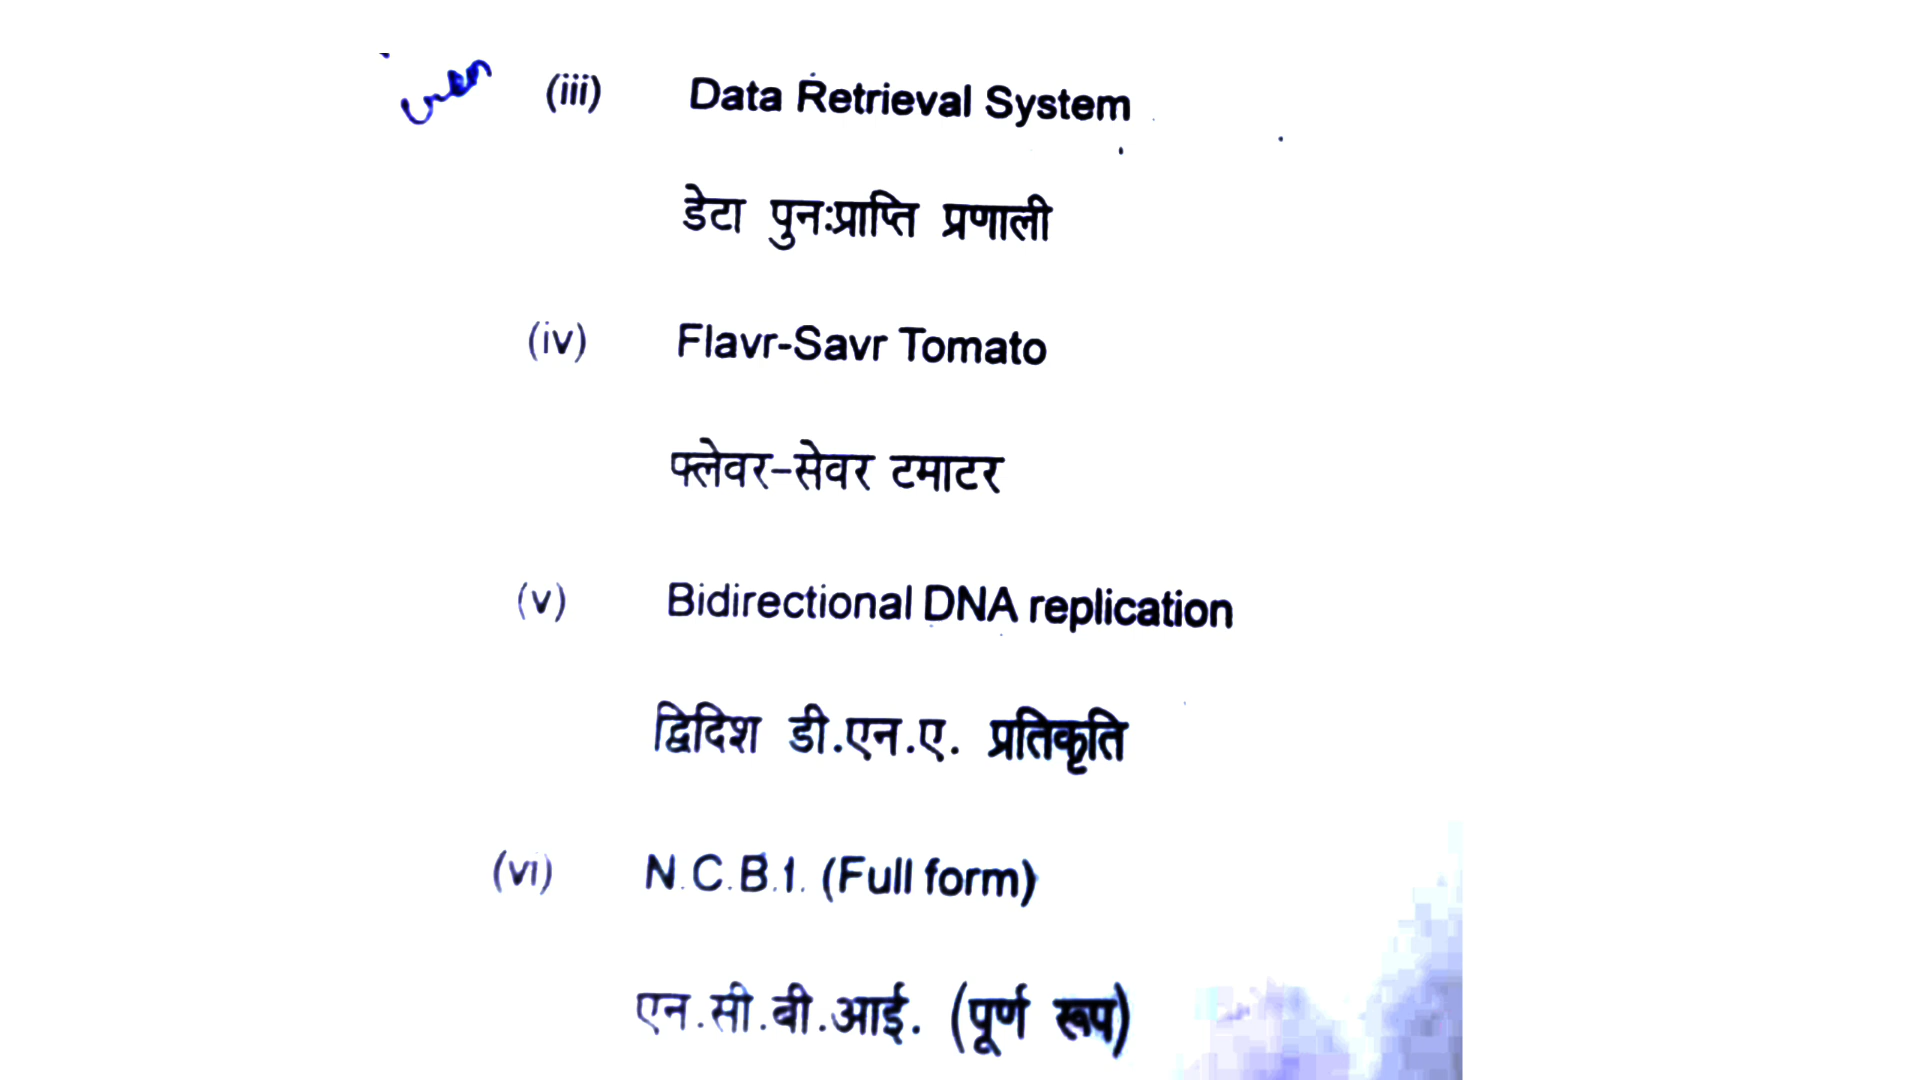 (iii) Data Retrieval System
डेटा पुनःप्राप्ति प्रणाली
(iv) Flavr-Savr Tomato
फ्लेवर-सेवर टमाटर
(v) Bidirectional DNA replication
द्विदिश डी.एन.ए. प्रतिकृति
(vi) N.C.B.I. (Full form)
एन.सी.बी.आई. (पूर्ण रूप)